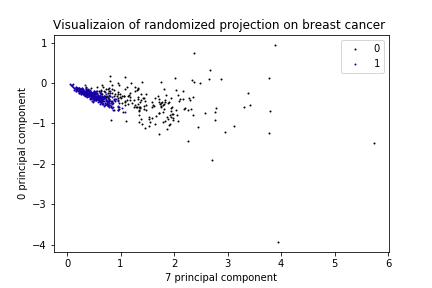 Visualizaion of randomized projection on breast cancer
0
1
1
0
−1
−2
−3
−4
0 principal component
0 1 2 3 4 5 6
7 principal component